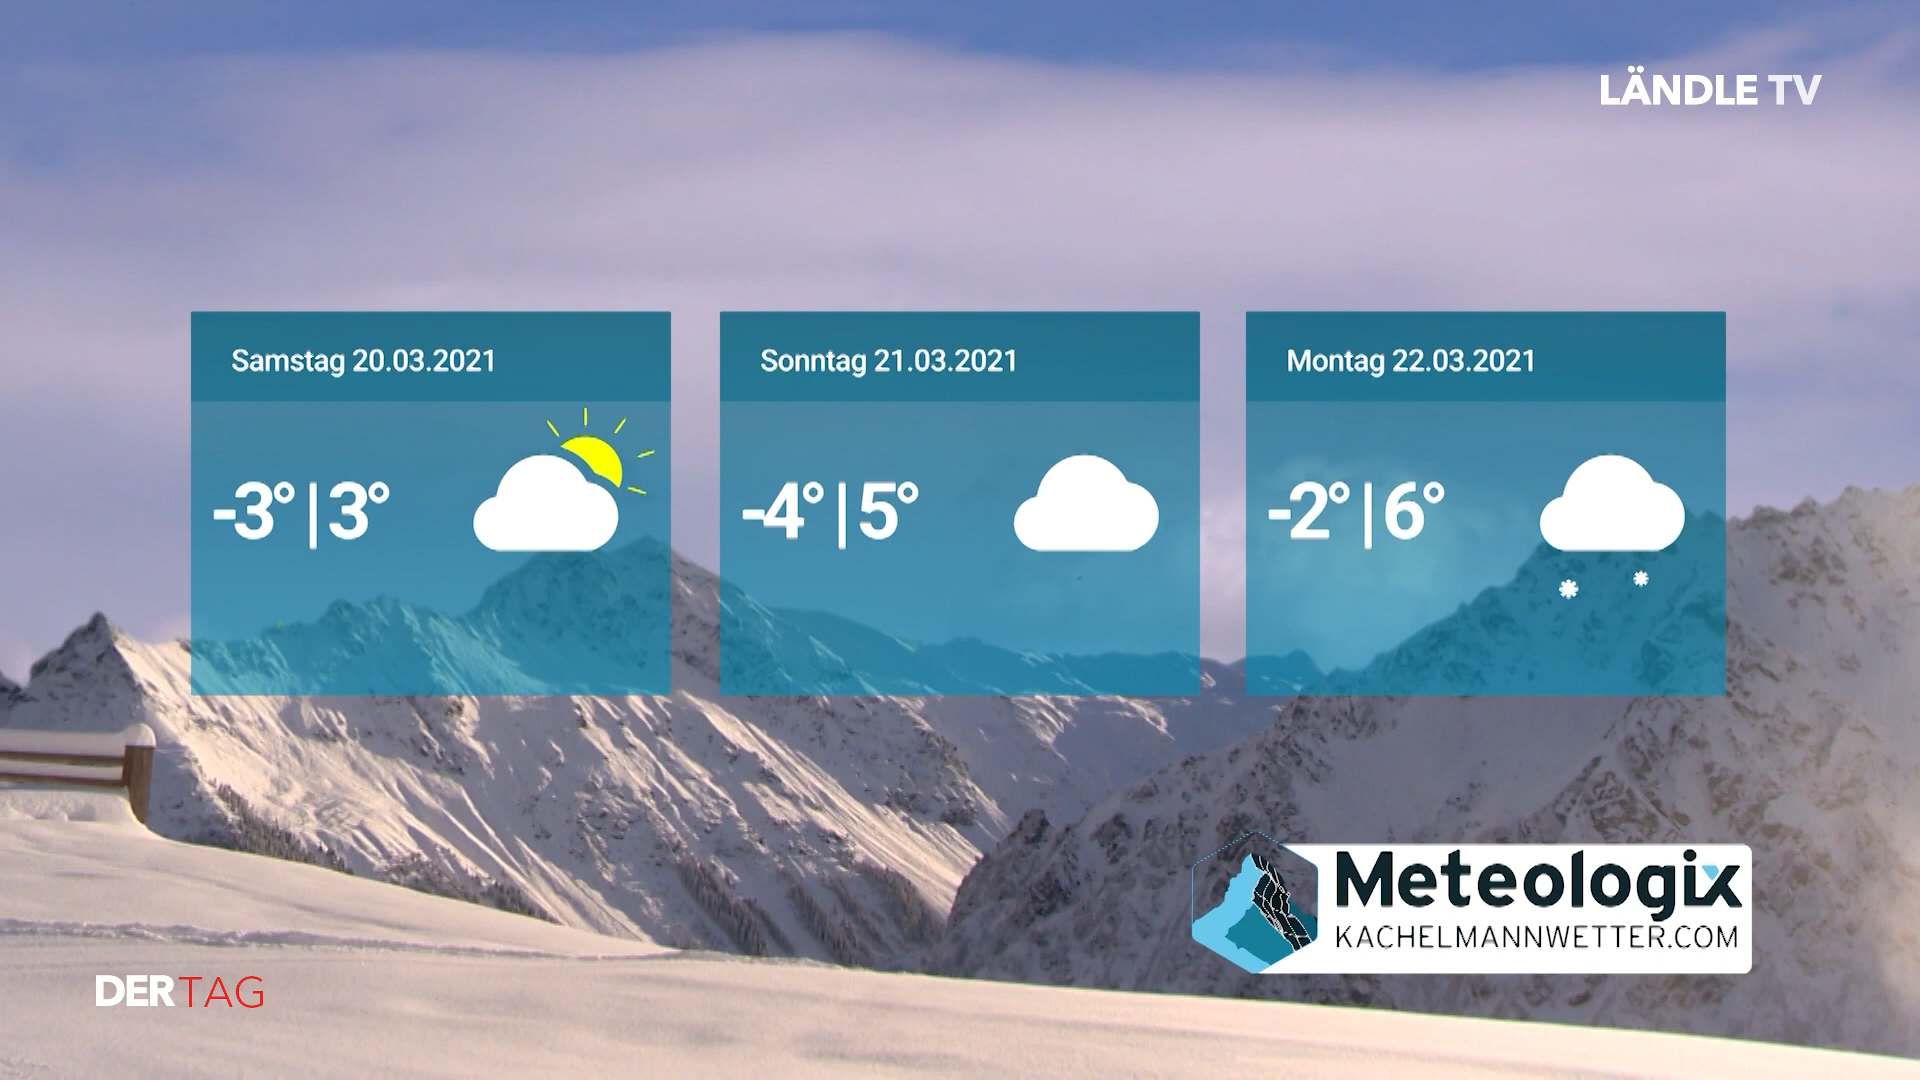 LÄNDLE TV
Samstag 20.03.2021
-3°|3°
Sonntag 21.03.2021
-4°|5°
Montag 22.03.2021
-2°|6°
Meteologix
KACHELMANNWETTER.COM
DERTAG